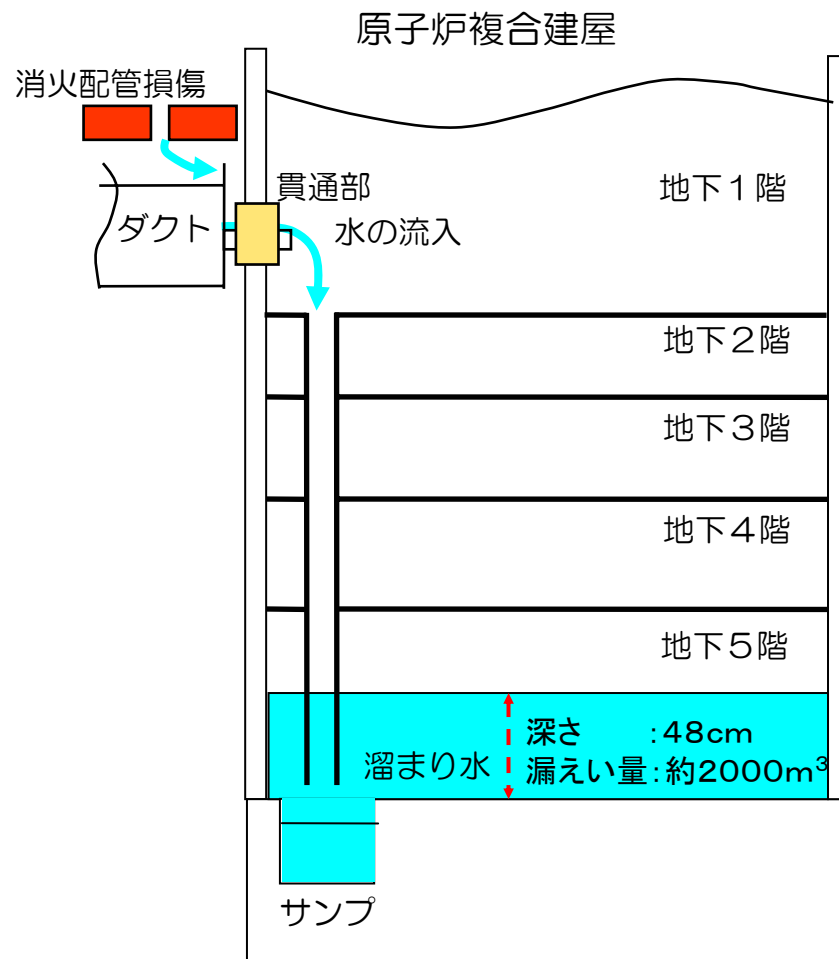 原子炉複合建屋
消火配管損傷
貫通部
地下１階
ダクト
水の流入
地下２階
地下３階
地下４階
地下５階
深さ　　:48cm
溜まり水
漏えい量:約2000m³
サンプ